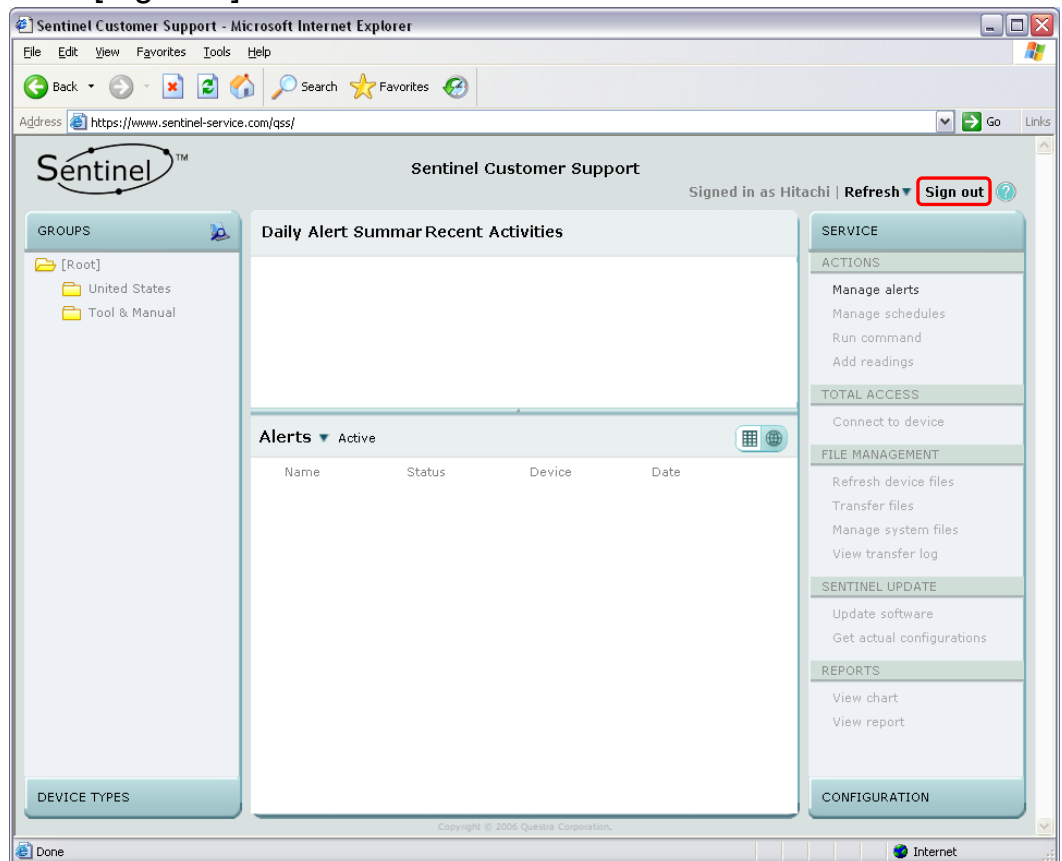 Sentinel Customer Support - Microsoft Internet Explorer
File Edit View Favorites Tools Help
Back Search Favorites
Address https://www.sentinel-service.com/qss/ Go Links
Sentinel™
Sentinel Customer Support
Signed in as Hitachi | Refresh Sign out
GROUPS
[Root]
United States
Tool & Manual
DEVICE TYPES
Daily Alert Summar Recent Activities
Alerts Active
Name Status Device Date
SERVICE
ACTIONS
Manage alerts
Manage schedules
Run command
Add readings
TOTAL ACCESS
Connect to device
FILE MANAGEMENT
Refresh device files
Transfer files
Manage system files
View transfer log
SENTINEL UPDATE
Update software
Get actual configurations
REPORTS
View chart
View report
CONFIGURATION
Copyright © 2006 Questra Corporation.
Done Internet